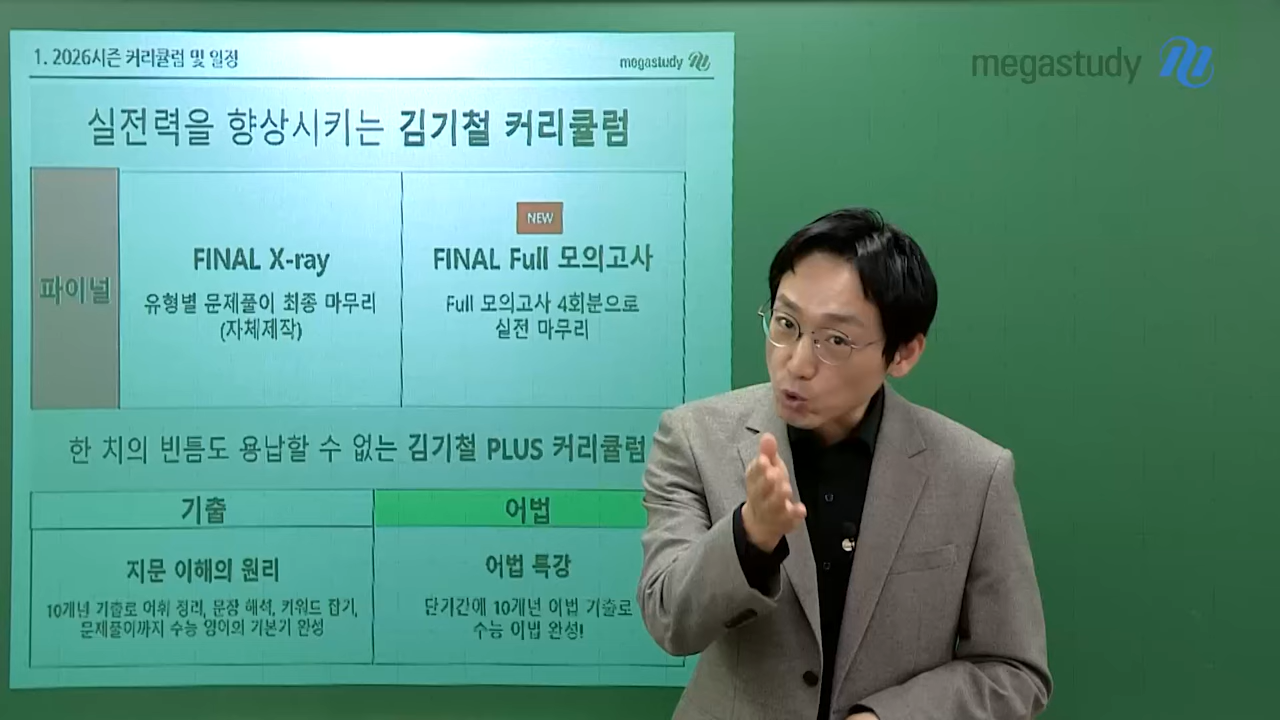 1. 2026시즌 커리큘럼 및 일정
megastudy
megastudy
실전력을 향상시키는 김기철 커리큘럼
파이널
FINAL X-ray
유형별 문제풀이 최종 마무리
(자체제작)
NEW
FINAL Full 모의고사
Full 모의고사 4회분으로
실전 마무리
한 치의 빈틈도 용납할 수 없는 김기철 PLUS 커리큘럼
기출
지문 이해의 원리
10개년 기출로 어휘 정리, 문장 해석, 키워드 잡기,
문제풀이까지 수능 영어의 기본기 완성
어법
어법 특강
단기간에 10개년 어법 기출로
수능 어법 완성!